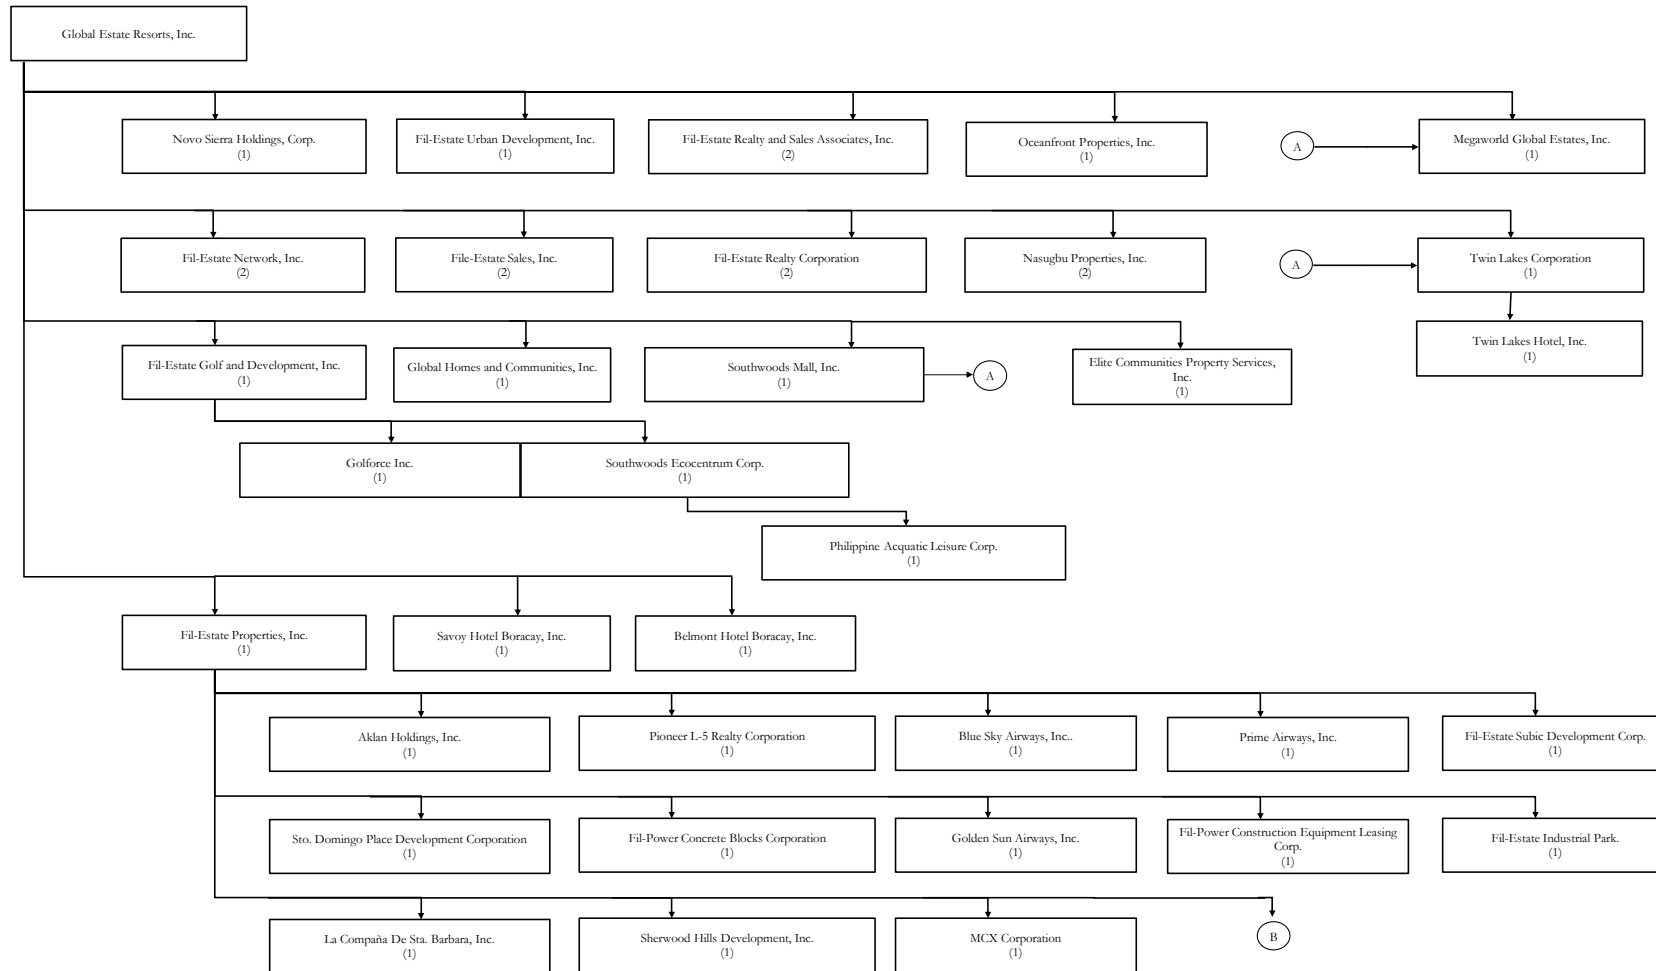 Global Estate Resorts, Inc.
Novo Sierra Holdings, Corp.
(1)
Fil-Estate Urban Development, Inc.
(1)
Fil-Estate Realty and Sales Associates, Inc.
(2)
Oceanfront Properties, Inc.
(1)
A
Megaworld Global Estates, Inc.
(1)
Fil-Estate Network, Inc.
(2)
File-Estate Sales, Inc.
(2)
Fil-Estate Realty Corporation
(2)
Nasugbu Properties, Inc.
(2)
A
Twin Lakes Corporation
(1)
Twin Lakes Hotel, Inc.
(1)
Fil-Estate Golf and Development, Inc.
(1)
Global Homes and Communities, Inc.
(1)
Southwoods Mall, Inc.
(1)
A
Elite Communities Property Services,
Inc.
(1)
Golforce Inc.
(1)
Southwoods Ecocentrum Corp.
(1)
Philippine Acquatic Leisure Corp.
(1)
Fil-Estate Properties, Inc.
(1)
Savoy Hotel Boracay, Inc.
(1)
Belmont Hotel Boracay, Inc.
(1)
Aklan Holdings, Inc.
(1)
Pioneer L-5 Realty Corporation
(1)
Blue Sky Airways, Inc..
(1)
Prime Airways, Inc.
(1)
Fil-Estate Subic Development Corp.
(1)
Sto. Domingo Place Development Corporation
(1)
Fil-Power Concrete Blocks Corporation
(1)
Golden Sun Airways, Inc.
(1)
Fil-Power Construction Equipment Leasing
Corp.
(1)
Fil-Estate Industrial Park.
(1)
La Compaña De Sta. Barbara, Inc.
(1)
Sherwood Hills Development, Inc.
(1)
MCX Corporation
(1)
B